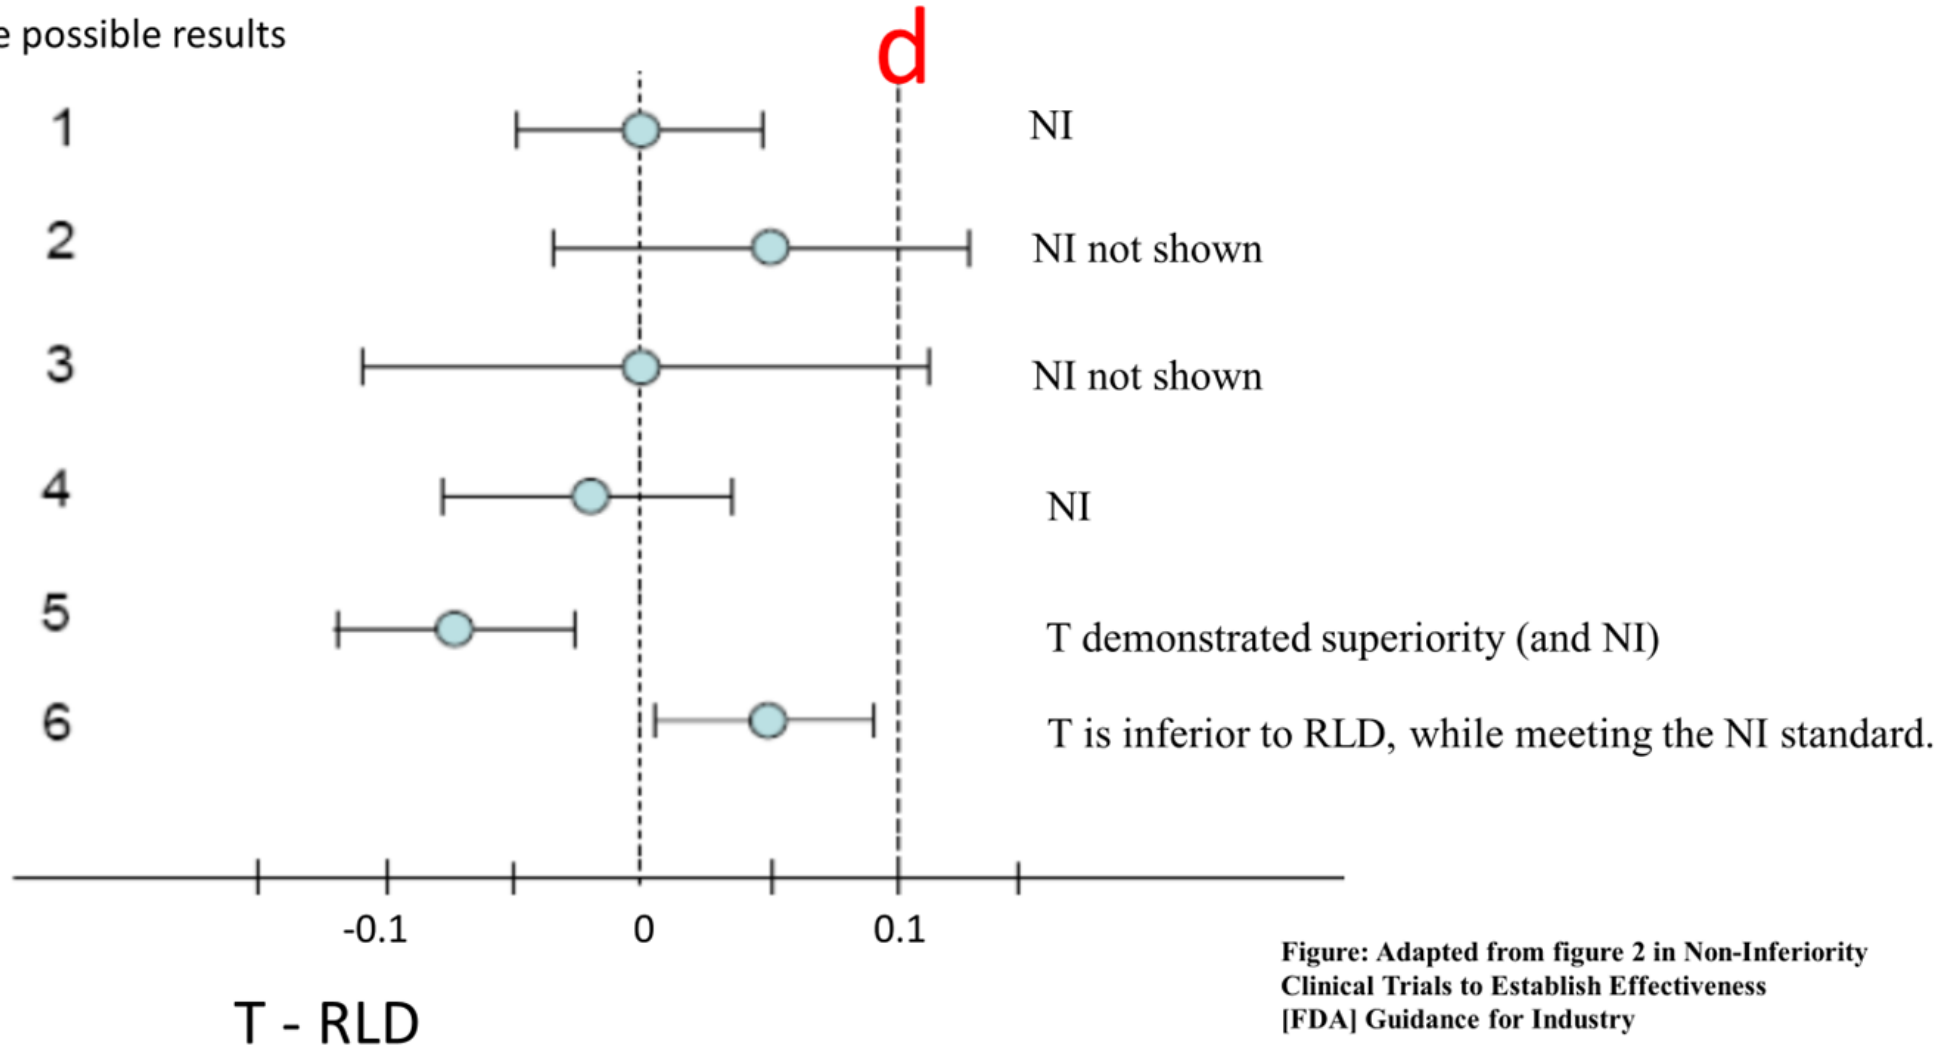 e possible results
d
1 NI
2 NI not shown
3 NI not shown
4 NI
5 T demonstrated superiority (and NI)
6 T is inferior to RLD, while meeting the NI standard.
-0.1 0 0.1
Figure: Adapted from figure 2 in Non-Inferiority
Clinical Trials to Establish Effectiveness
[FDA] Guidance for Industry
T - RLD